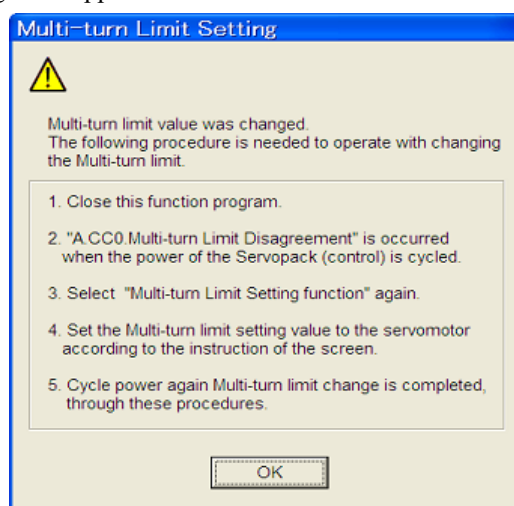 Multi-turn Limit Setting
Multi-turn limit value was changed.
The following procedure is needed to operate with changing
the Multi-turn limit.
1. Close this function program.
2. "A.CC0.Multi-turn Limit Disagreement" is occurred
when the power of the Servopack (control) is cycled.
3. Select "Multi-turn Limit Setting function" again.
4. Set the Multi-turn limit setting value to the servomotor
according to the instruction of the screen.
5. Cycle power again Multi-turn limit change is completed,
through these procedures.
OK